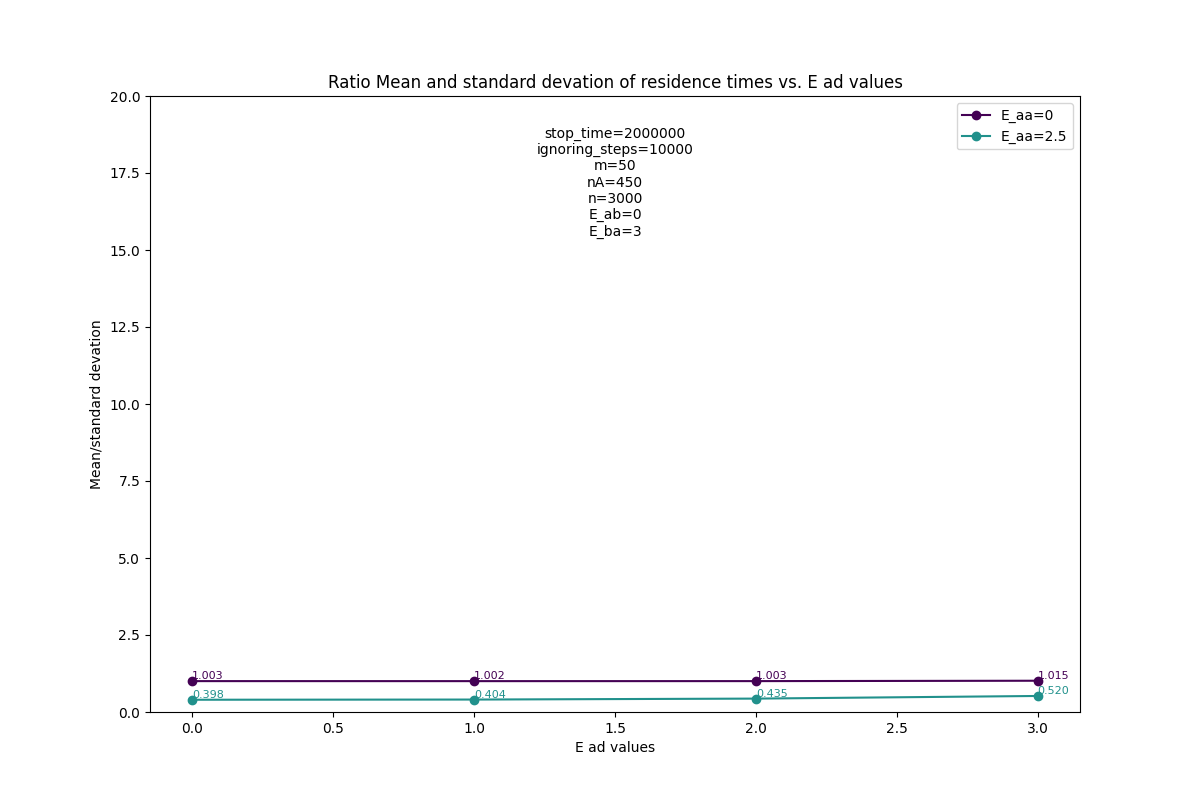 Ratio Mean and standard devation of residence times vs. E ad values
E_aa=0
E_aa=2.5
stop_time=2000000
ignoring_steps=10000
m=50
nA=450
n=3000
E_ab=0
E_ba=3
Mean/standard devation
20.0
17.5
15.0
12.5
10.0
7.5
5.0
2.5
0.0
1.003
1.002
1.003
1.015
0.398
0.404
0.435
0.520
0.0
0.5
1.0
1.5
2.0
2.5
3.0
E ad values